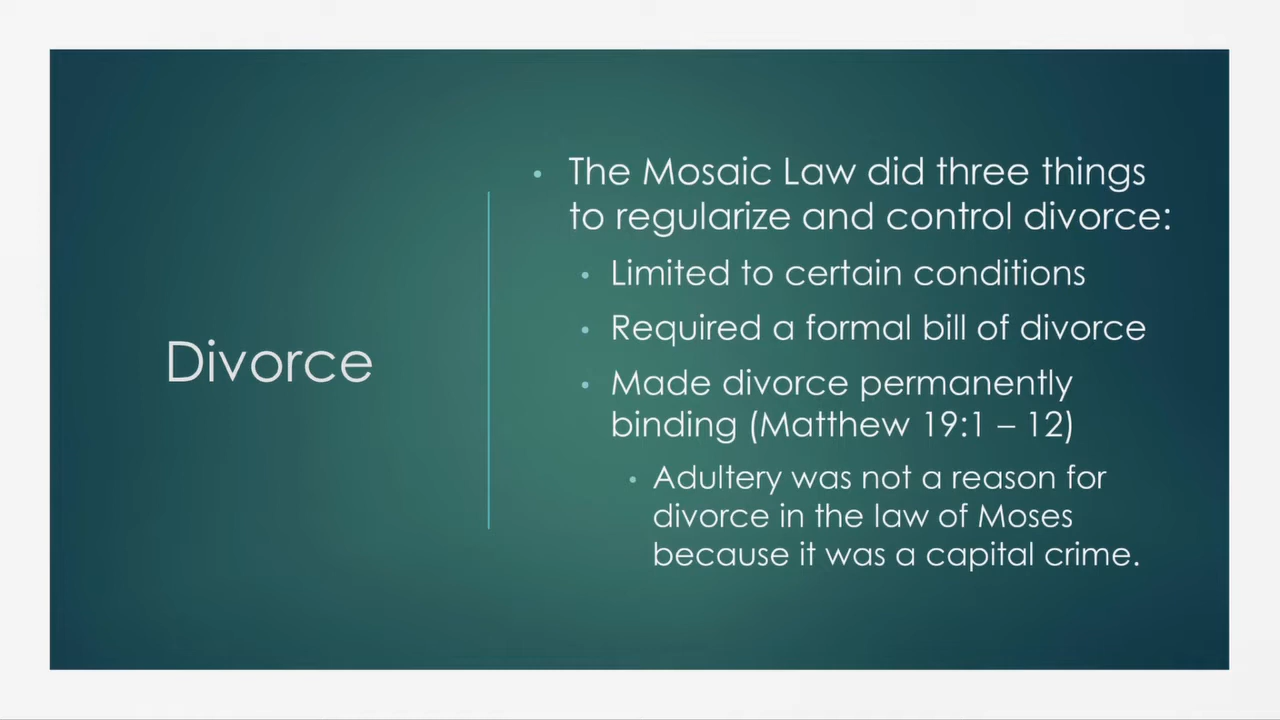 Divorce
• The Mosaic Law did three things
to regularize and control divorce:
• Limited to certain conditions
• Required a formal bill of divorce
• Made divorce permanently
binding (Matthew 19:1 – 12)
• Adultery was not a reason for
divorce in the law of Moses
because it was a capital crime.